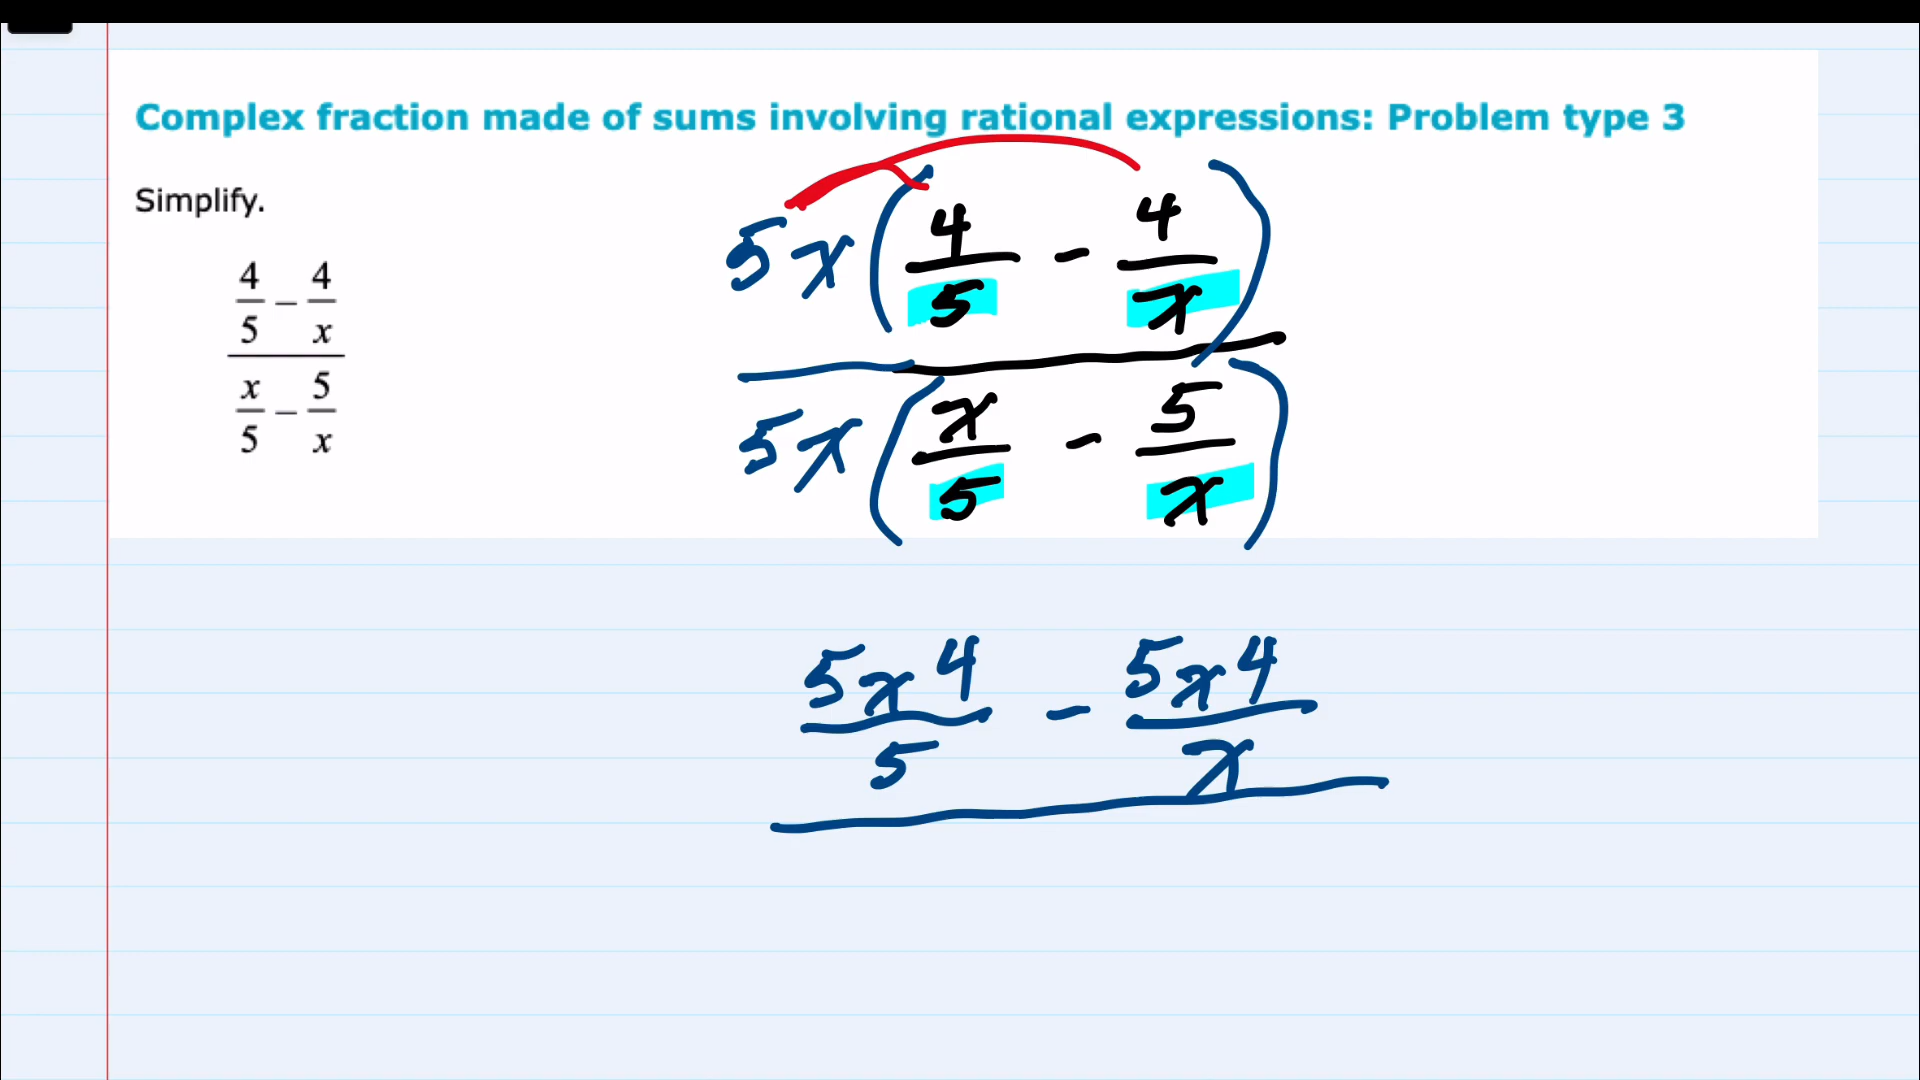 Complex fraction made of sums involving rational expressions: Problem type 3
Simplify.
4/5 − 4/x
x/5 − 5/x
5x(4/5 − 4/x)
5x(x/5 − 5/x)
5x4/5 − 5x4/x